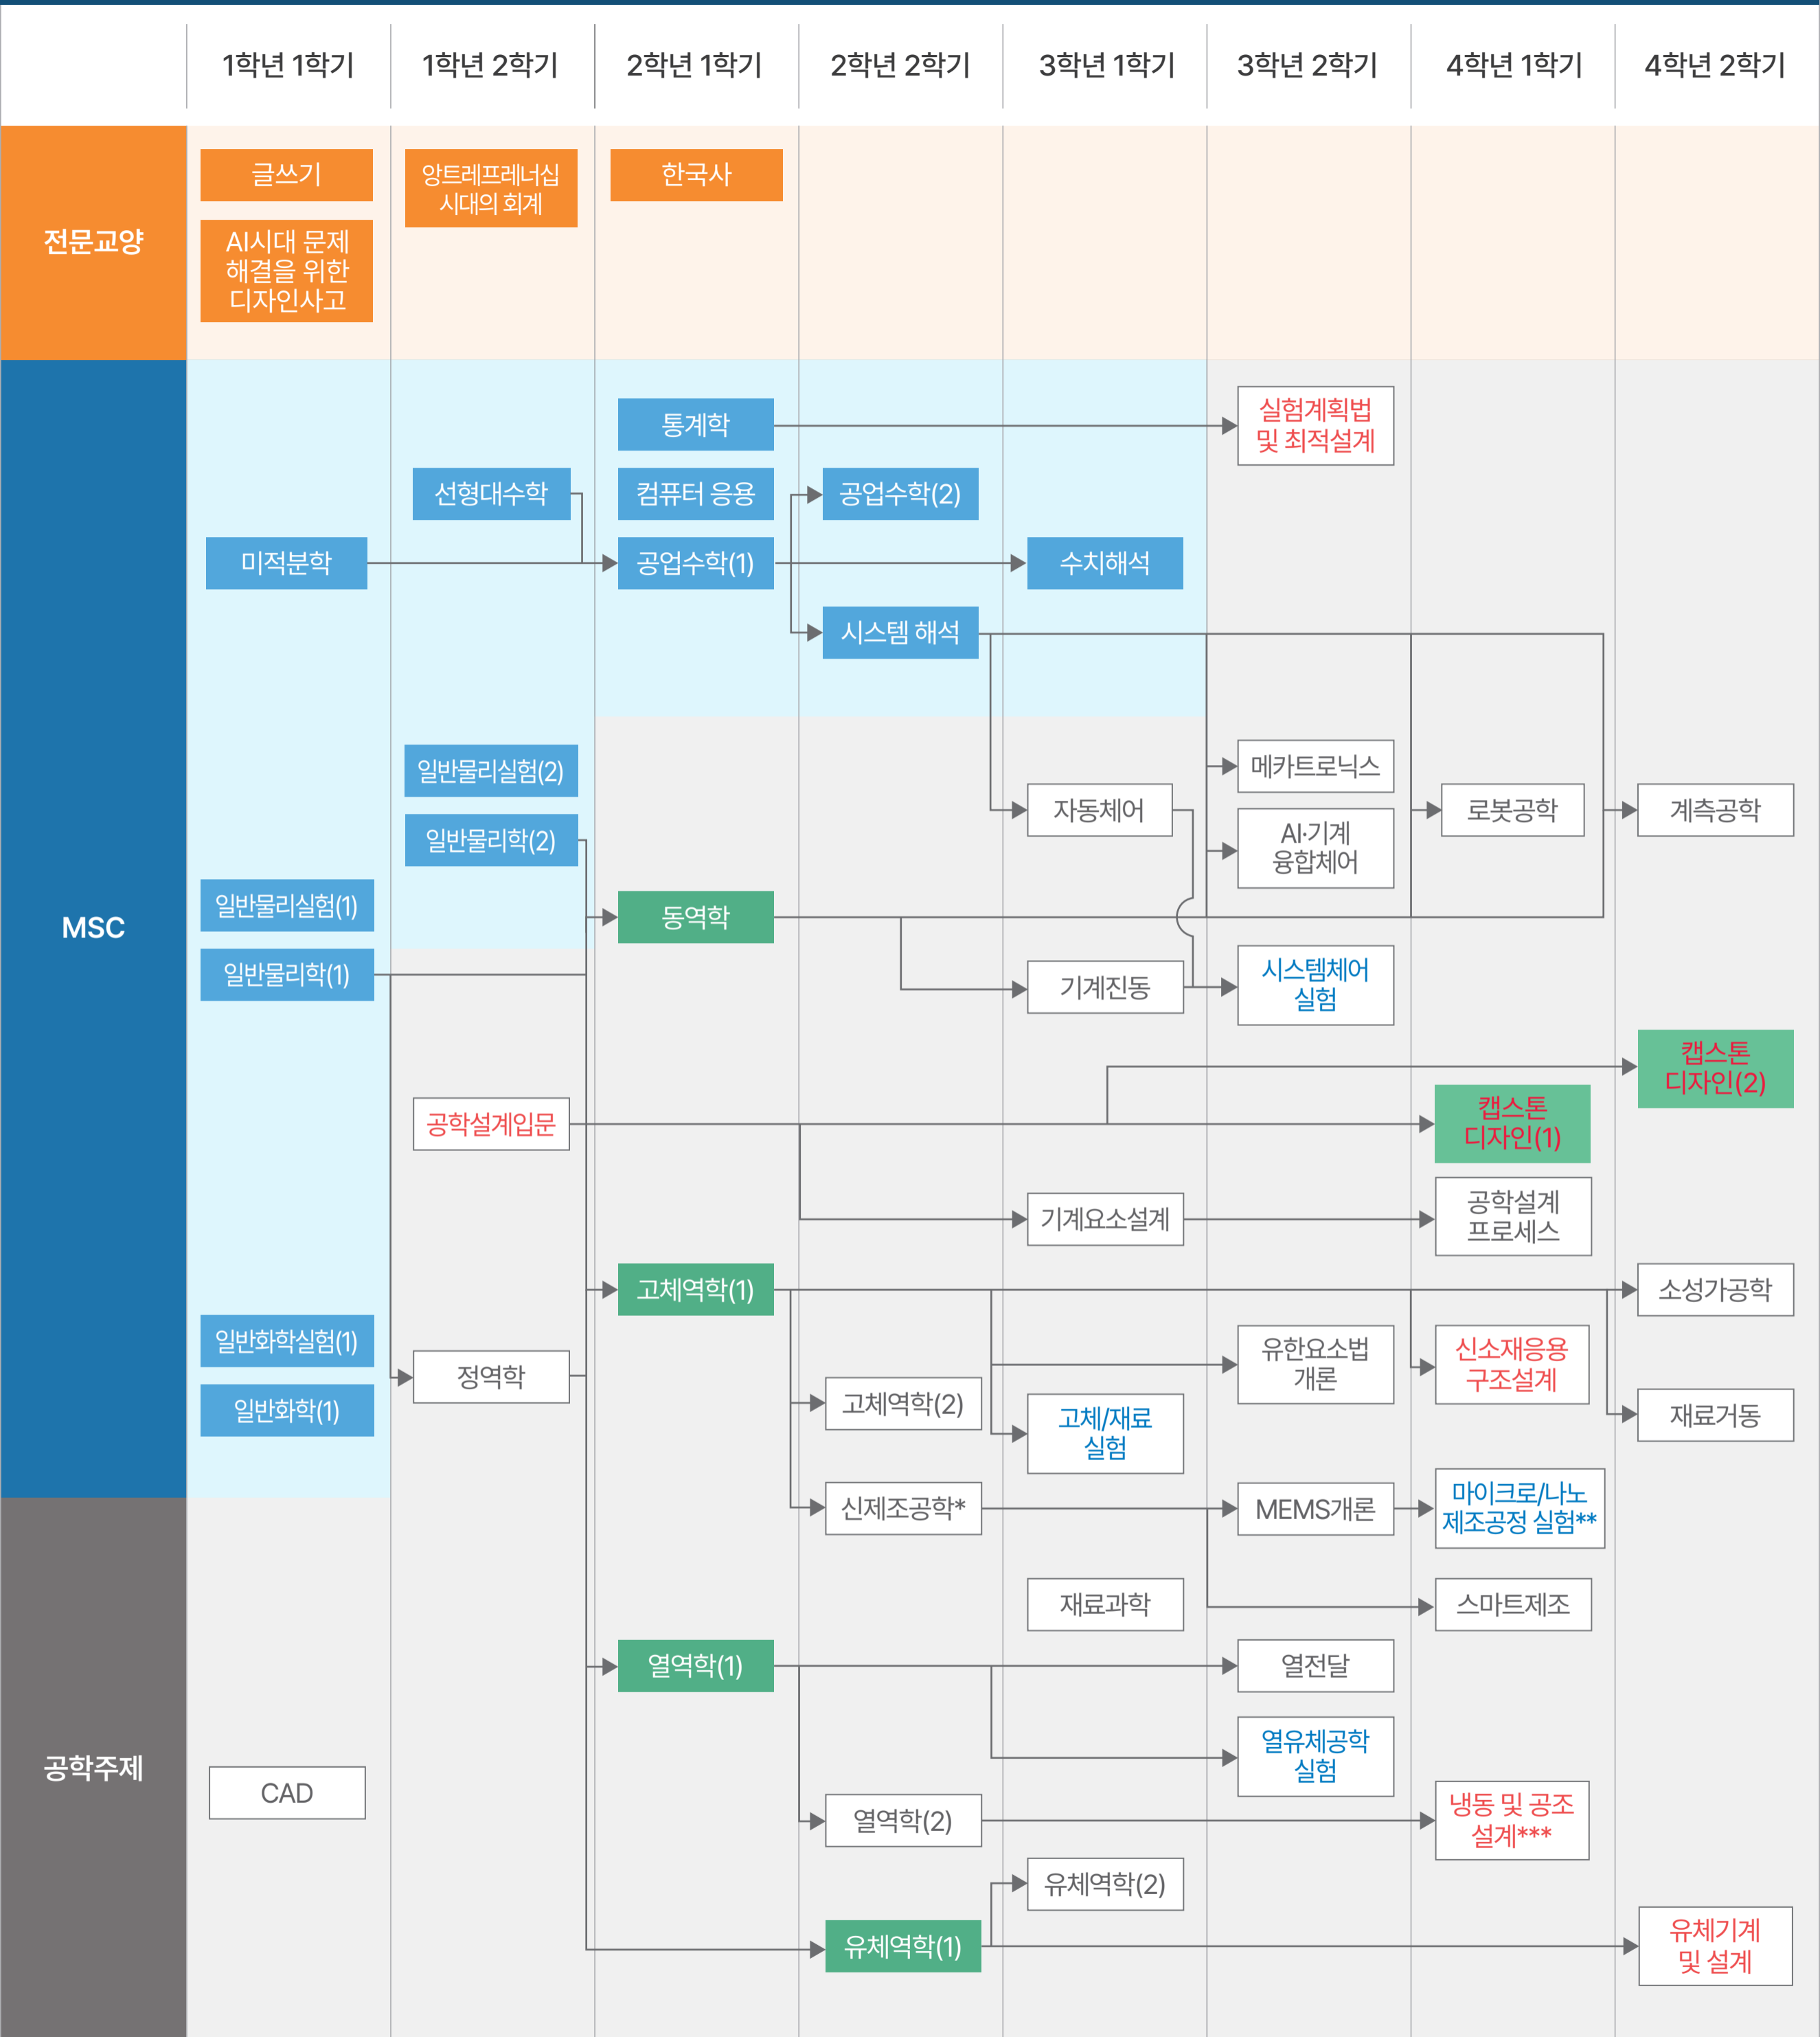 1학년 1학기
1학년 2학기
2학년 1학기
2학년 2학기
3학년 1학기
3학년 2학기
4학년 1학기
4학년 2학기
전문교양
글쓰기
AI시대 문제
해결을 위한
디자인사고
앙트레프레너십
시대의 회계
한국사
MSC
통계학
실험계획법
및 최적설계
선형대수학
컴퓨터 응용
공업수학(2)
미적분학
공업수학(1)
수치해석
시스템 해석
일반물리실험(2)
메카트로닉스
일반물리학(2)
자동체어
AI·기계
융합체어
로봇공학
계측공학
일반물리실험(1)
동역학
일반물리학(1)
기계진동
시스템체어
실험
캡스톤
디자인(2)
공학설계입문
캡스톤
디자인(1)
기계요소설계
공학설계
프로세스
고체역학(1)
소성가공학
일반화학실험(1)
정역학
유한요소법
개론
신소재응용
구조설계
일반화학(1)
고체역학(2)
고체/재료
실험
재료거동
신제조공학*
MEMS개론
마이크로/나노
제조공정 실험**
재료과학
스마트제조
공학주제
열역학(1)
열전달
열유체공학
실험
CAD
열역학(2)
냉동 및 공조
설계***
유체역학(2)
유체역학(1)
유체기계
및 설계